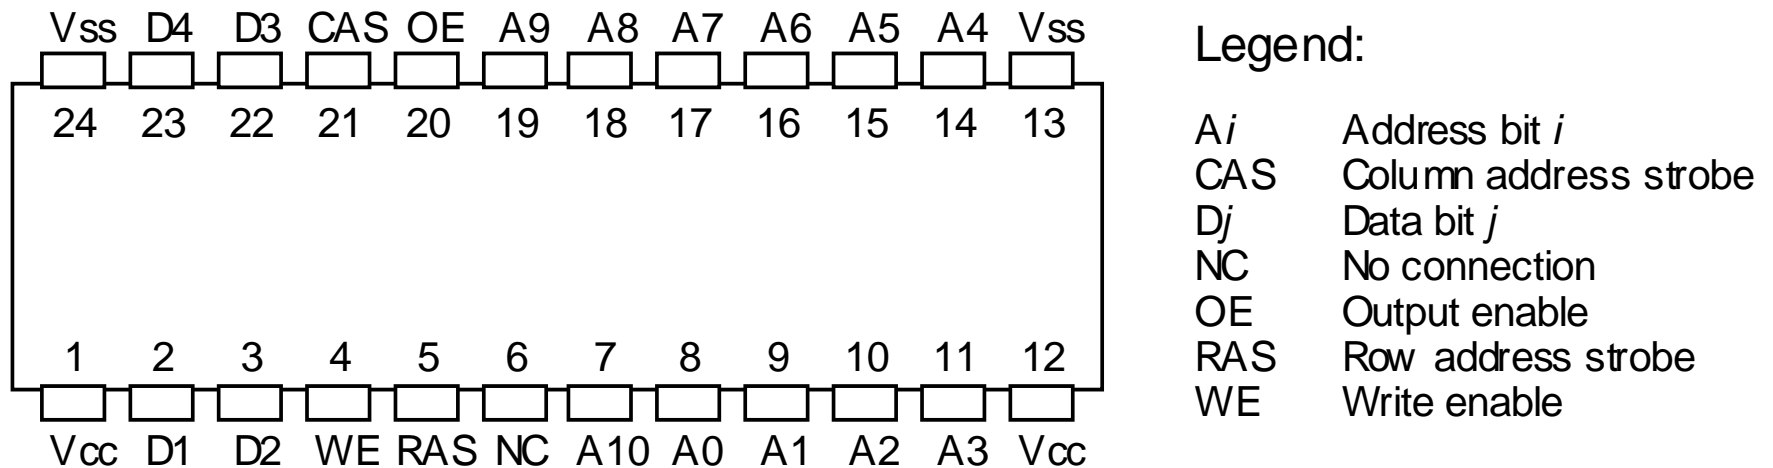 Vss D4 D3 CAS OE A9 A8 A7 A6 A5 A4 Vss
24 23 22 21 20 19 18 17 16 15 14 13
1 2 3 4 5 6 7 8 9 10 11 12
Vcc D1 D2 WE RAS NC A10 A0 A1 A2 A3 Vcc
Legend:
Ai Address bit i
CAS Column address strobe
Dj Data bit j
NC No connection
OE Output enable
RAS Row address strobe
WE Write enable